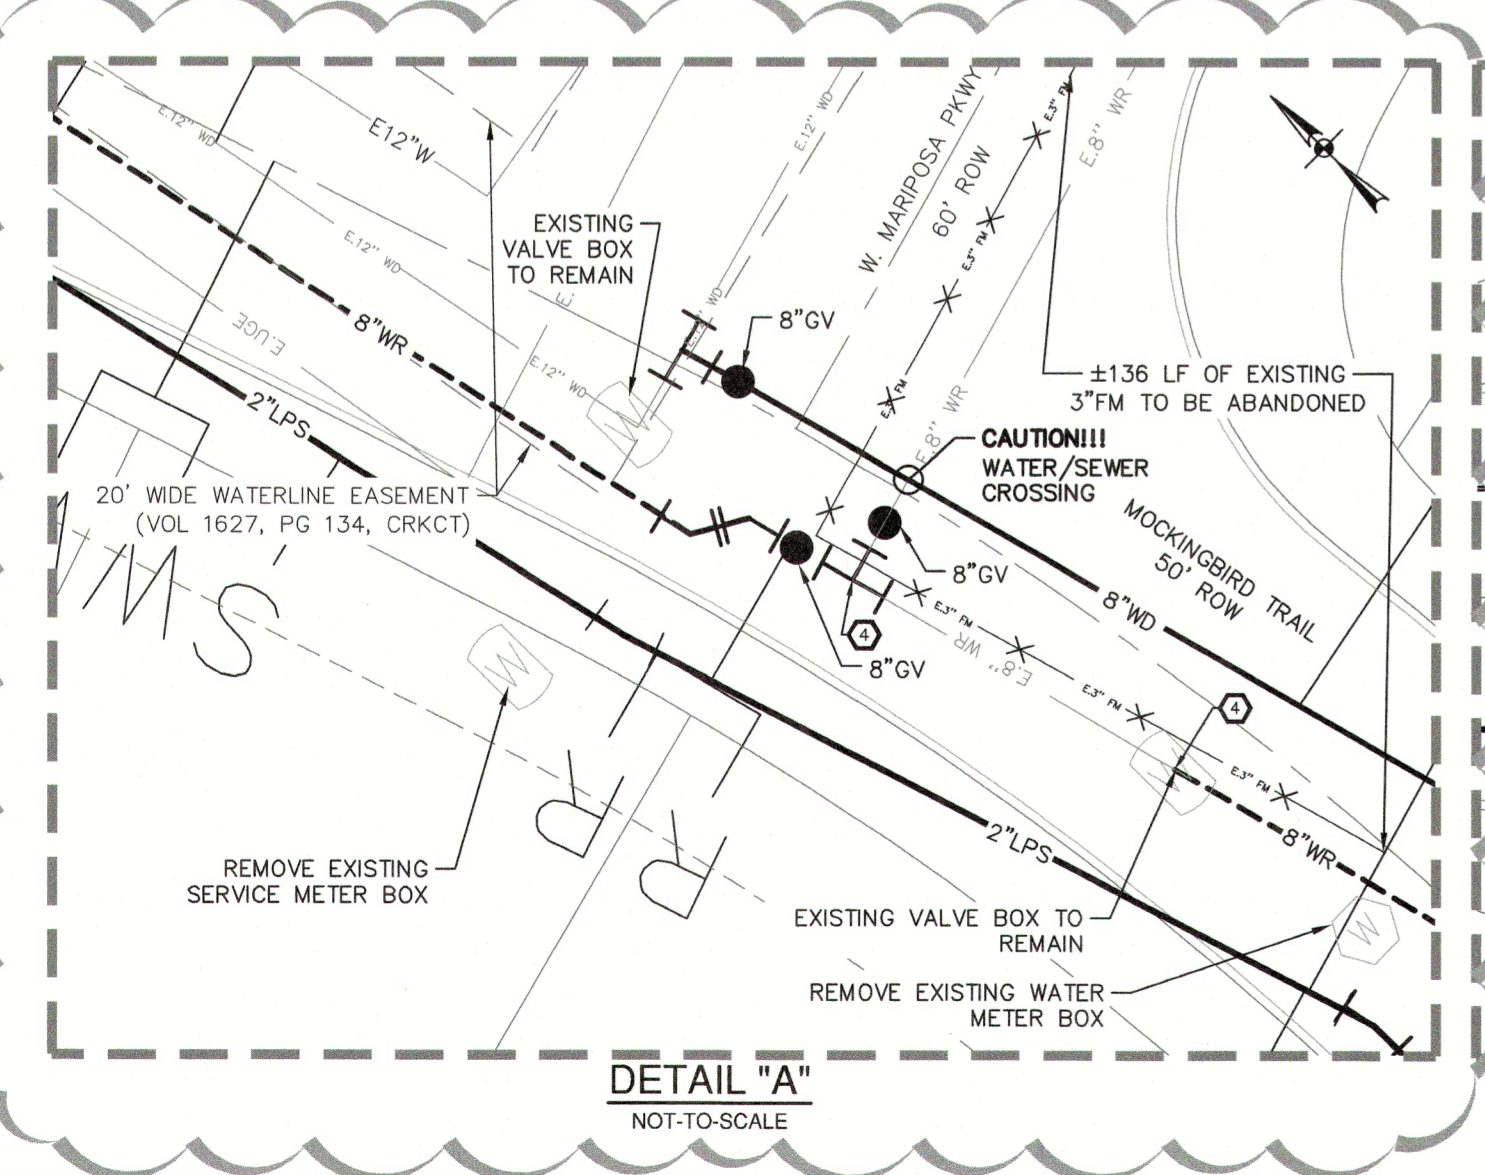 E.12" WD
E12"W
E.12" WD
W. MARIPOSA PKWY
60' ROW
E.3" FM
E.8" WR
EXISTING
VALVE BOX
TO REMAIN
E.12" WD
E.3" FM
8"WR
E.UGE
E.
E.12" WD
8"GV
E.12" WD
±136 LF OF EXISTING
3"FM TO BE ABANDONED
E.3" FM
2"LPS
W
E.8" WR
CAUTION!!!
WATER/SEWER
CROSSING
20' WIDE WATERLINE EASEMENT
(VOL 1627, PG 134, CRKCT)
MOCKINGBIRD TRAIL
50' ROW
8"GV
8"WD
E.3" FM
4
8"GV
E.8" WR
W
E.3" FM
4
W
E.3" FM
S
R
R
2"LPS
8"WR
REMOVE EXISTING
SERVICE METER BOX
EXISTING VALVE BOX TO
REMAIN
W
REMOVE EXISTING WATER
METER BOX
DETAIL "A"
NOT-TO-SCALE